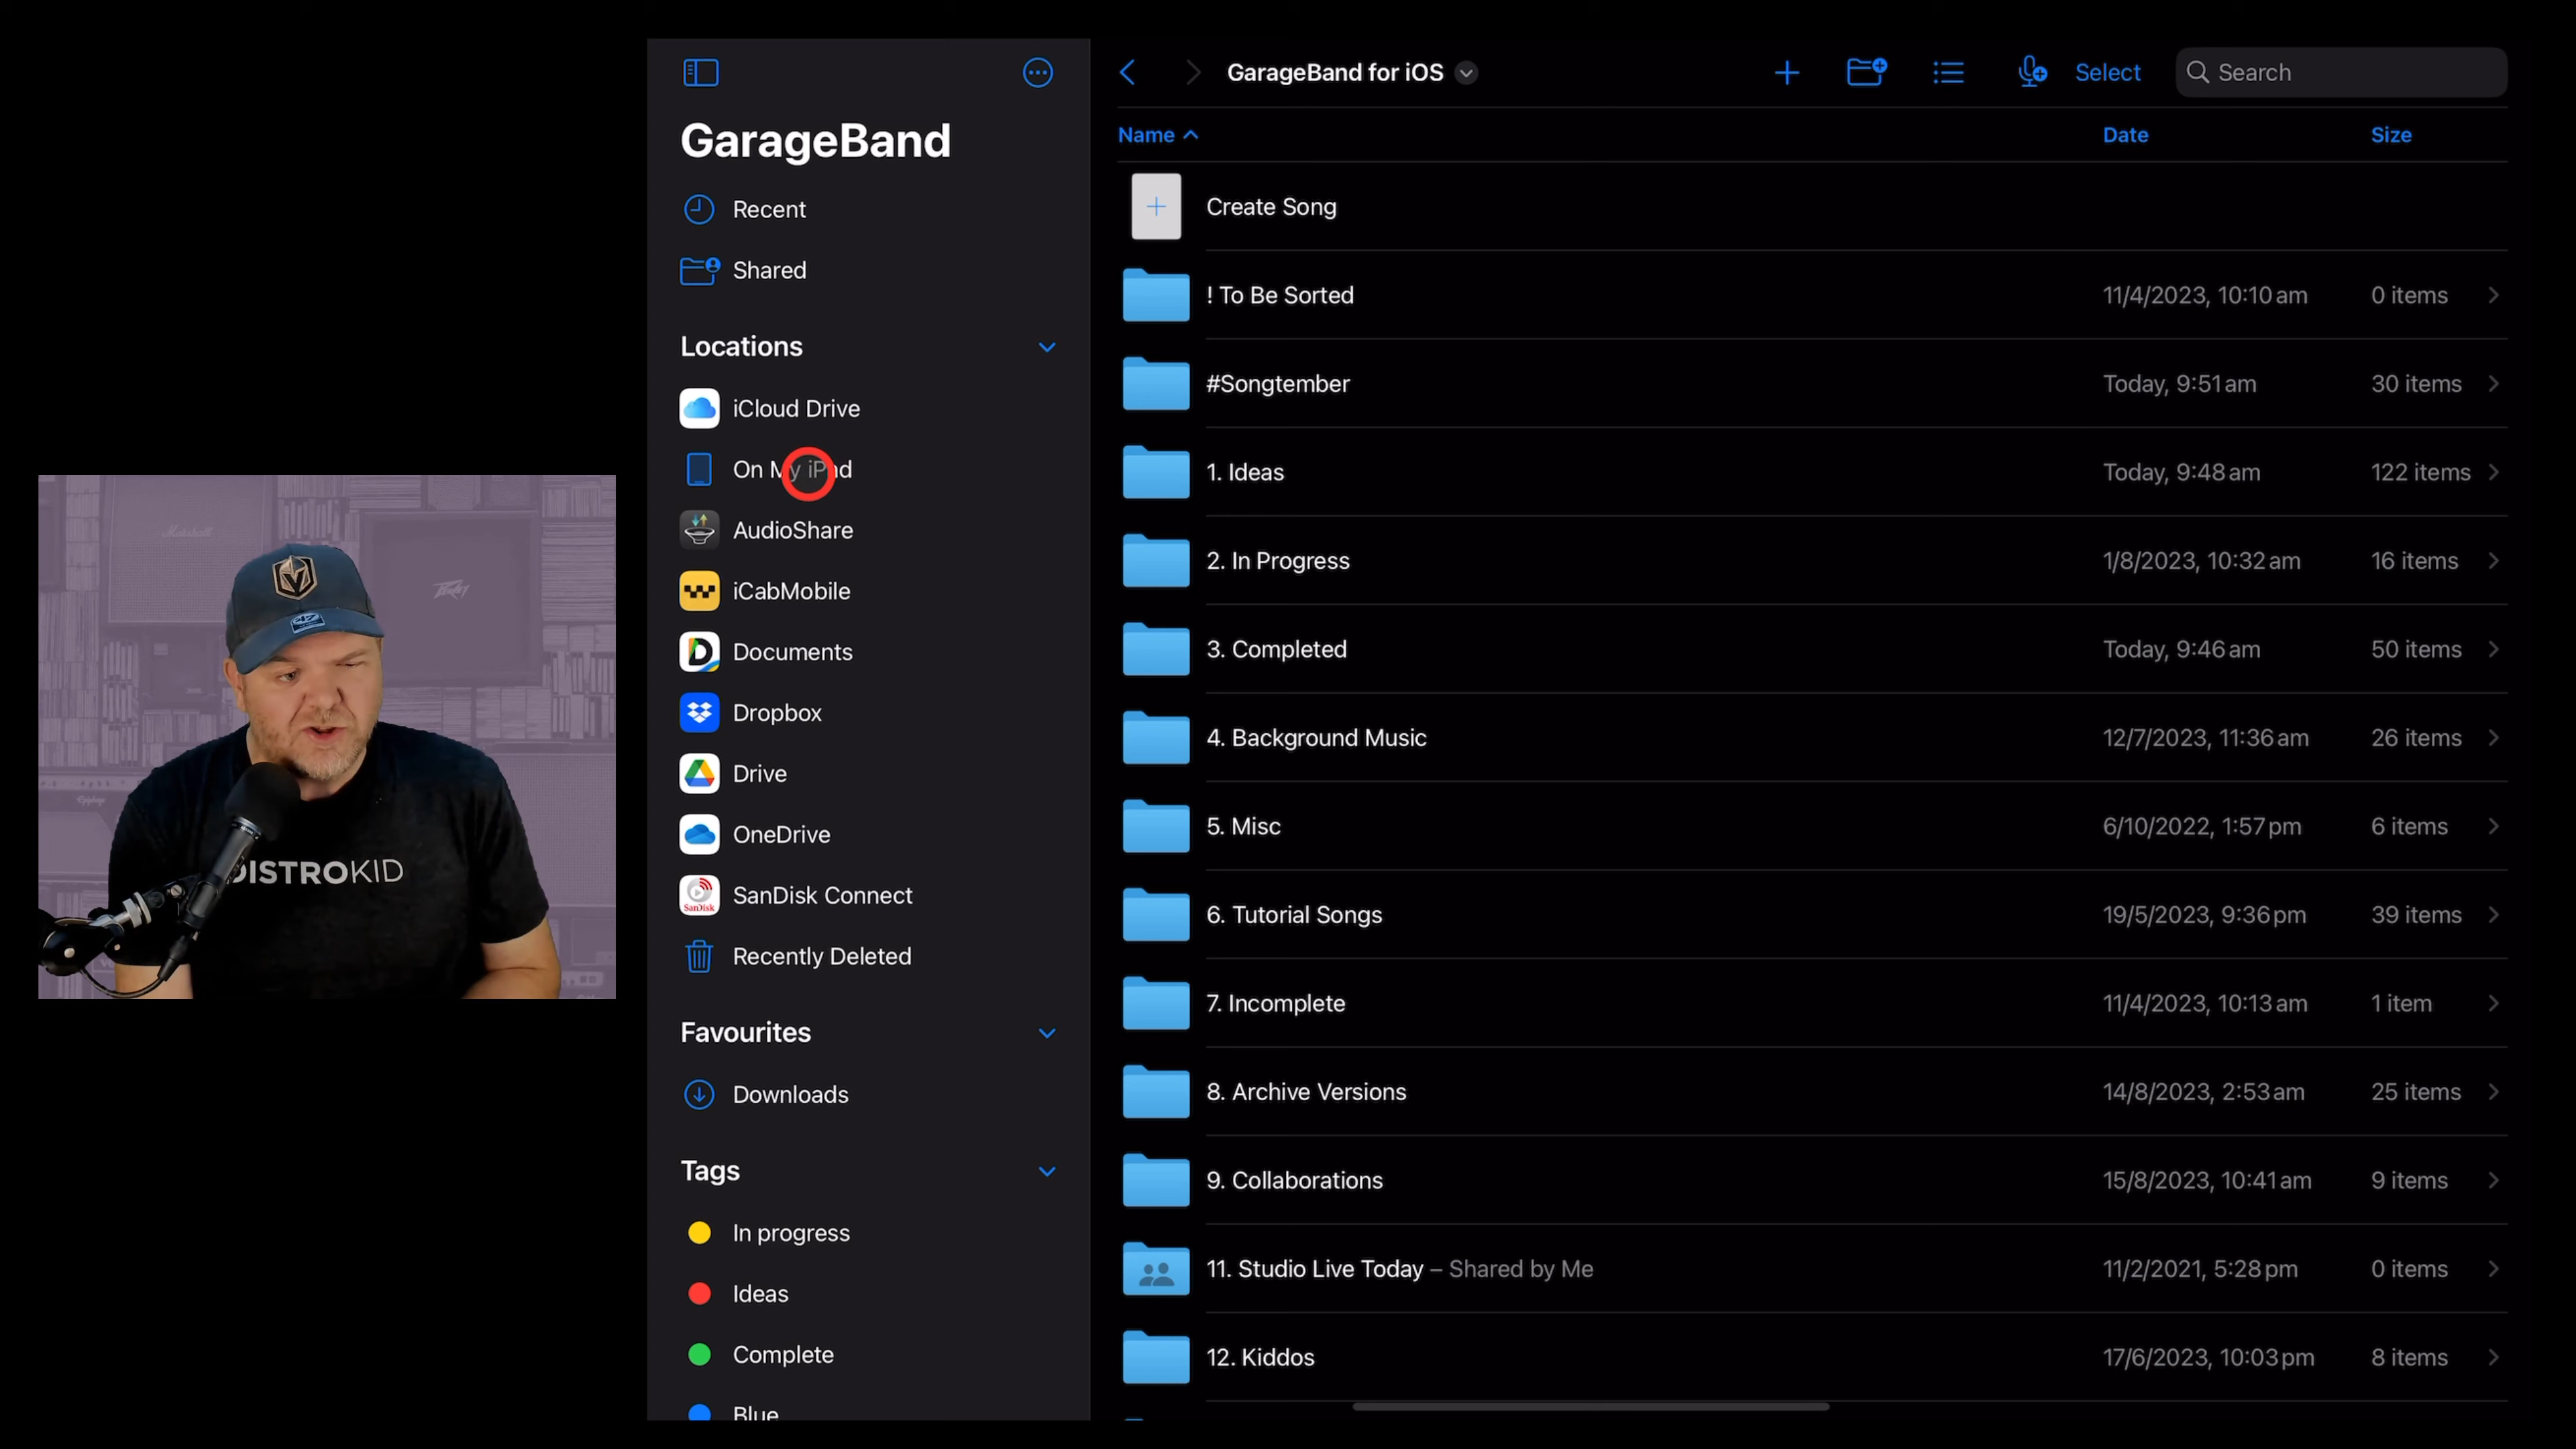 GarageBand
Recent
Shared
Locations
iCloud Drive
On My iPad
AudioShare
iCabMobile
Documents
Dropbox
Drive
OneDrive
SanDisk
SanDisk Connect
Recently Deleted
Favourites
Downloads
Tags
In progress
Ideas
Complete
Blue
GarageBand for iOS
Select
Search
Name Date Size
Create Song
! To Be Sorted 11/4/2023, 10:10 am 0 items
#Songtember Today, 9:51 am 30 items
1. Ideas Today, 9:48 am 122 items
2. In Progress 1/8/2023, 10:32 am 16 items
3. Completed Today, 9:46 am 50 items
4. Background Music 12/7/2023, 11:36 am 26 items
5. Misc 6/10/2022, 1:57 pm 6 items
6. Tutorial Songs 19/5/2023, 9:36 pm 39 items
7. Incomplete 11/4/2023, 10:13 am 1 item
8. Archive Versions 14/8/2023, 2:53 am 25 items
9. Collaborations 15/8/2023, 10:41 am 9 items
11. Studio Live Today – Shared by Me 11/2/2021, 5:28 pm 0 items
12. Kiddos 17/6/2023, 10:03 pm 8 items
Marshall
PEAVEY
DISTROKID